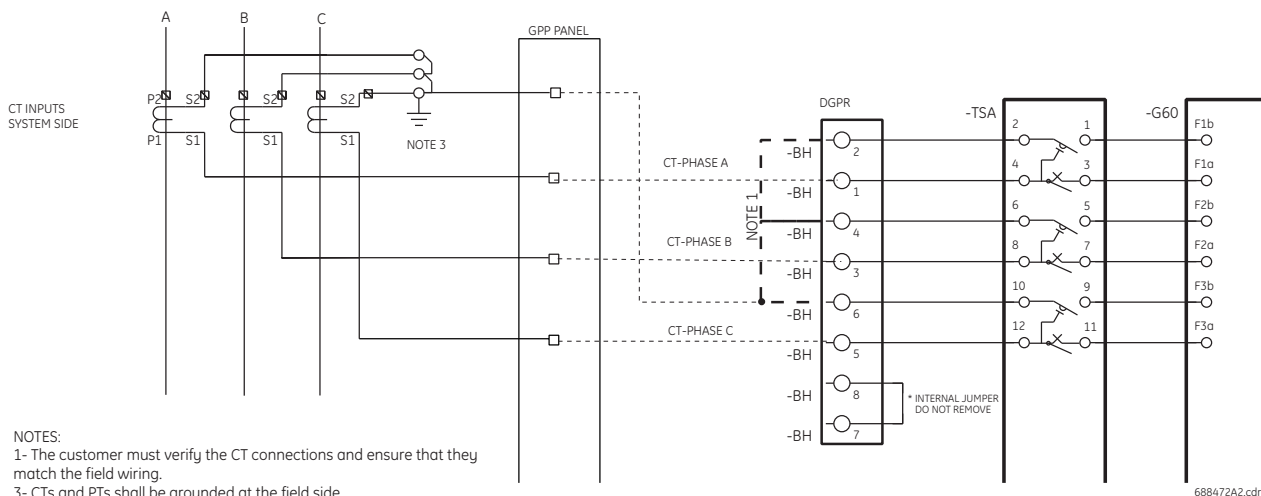 A B C
GPP PANEL
CT INPUTS
SYSTEM SIDE
P2 S2 S2 S2
P1 S1 S1 S1
NOTE 3
CT-PHASE A
CT-PHASE B
CT-PHASE C
NOTE 1
DGPR
-BH 2
-BH 1
-BH 4
-BH 3
-BH 6
-BH 5
-BH 8
-BH 7
* INTERNAL JUMPER
DO NOT REMOVE
-TSA
2 1
4 3
6 5
8 7
10 9
12 11
-G60
F1b
F1a
F2b
F2a
F3b
F3a
NOTES:
1- The customer must verify the CT connections and ensure that they
match the field wiring.
3- CTs and PTs shall be grounded at the field side
688472A2.cdr